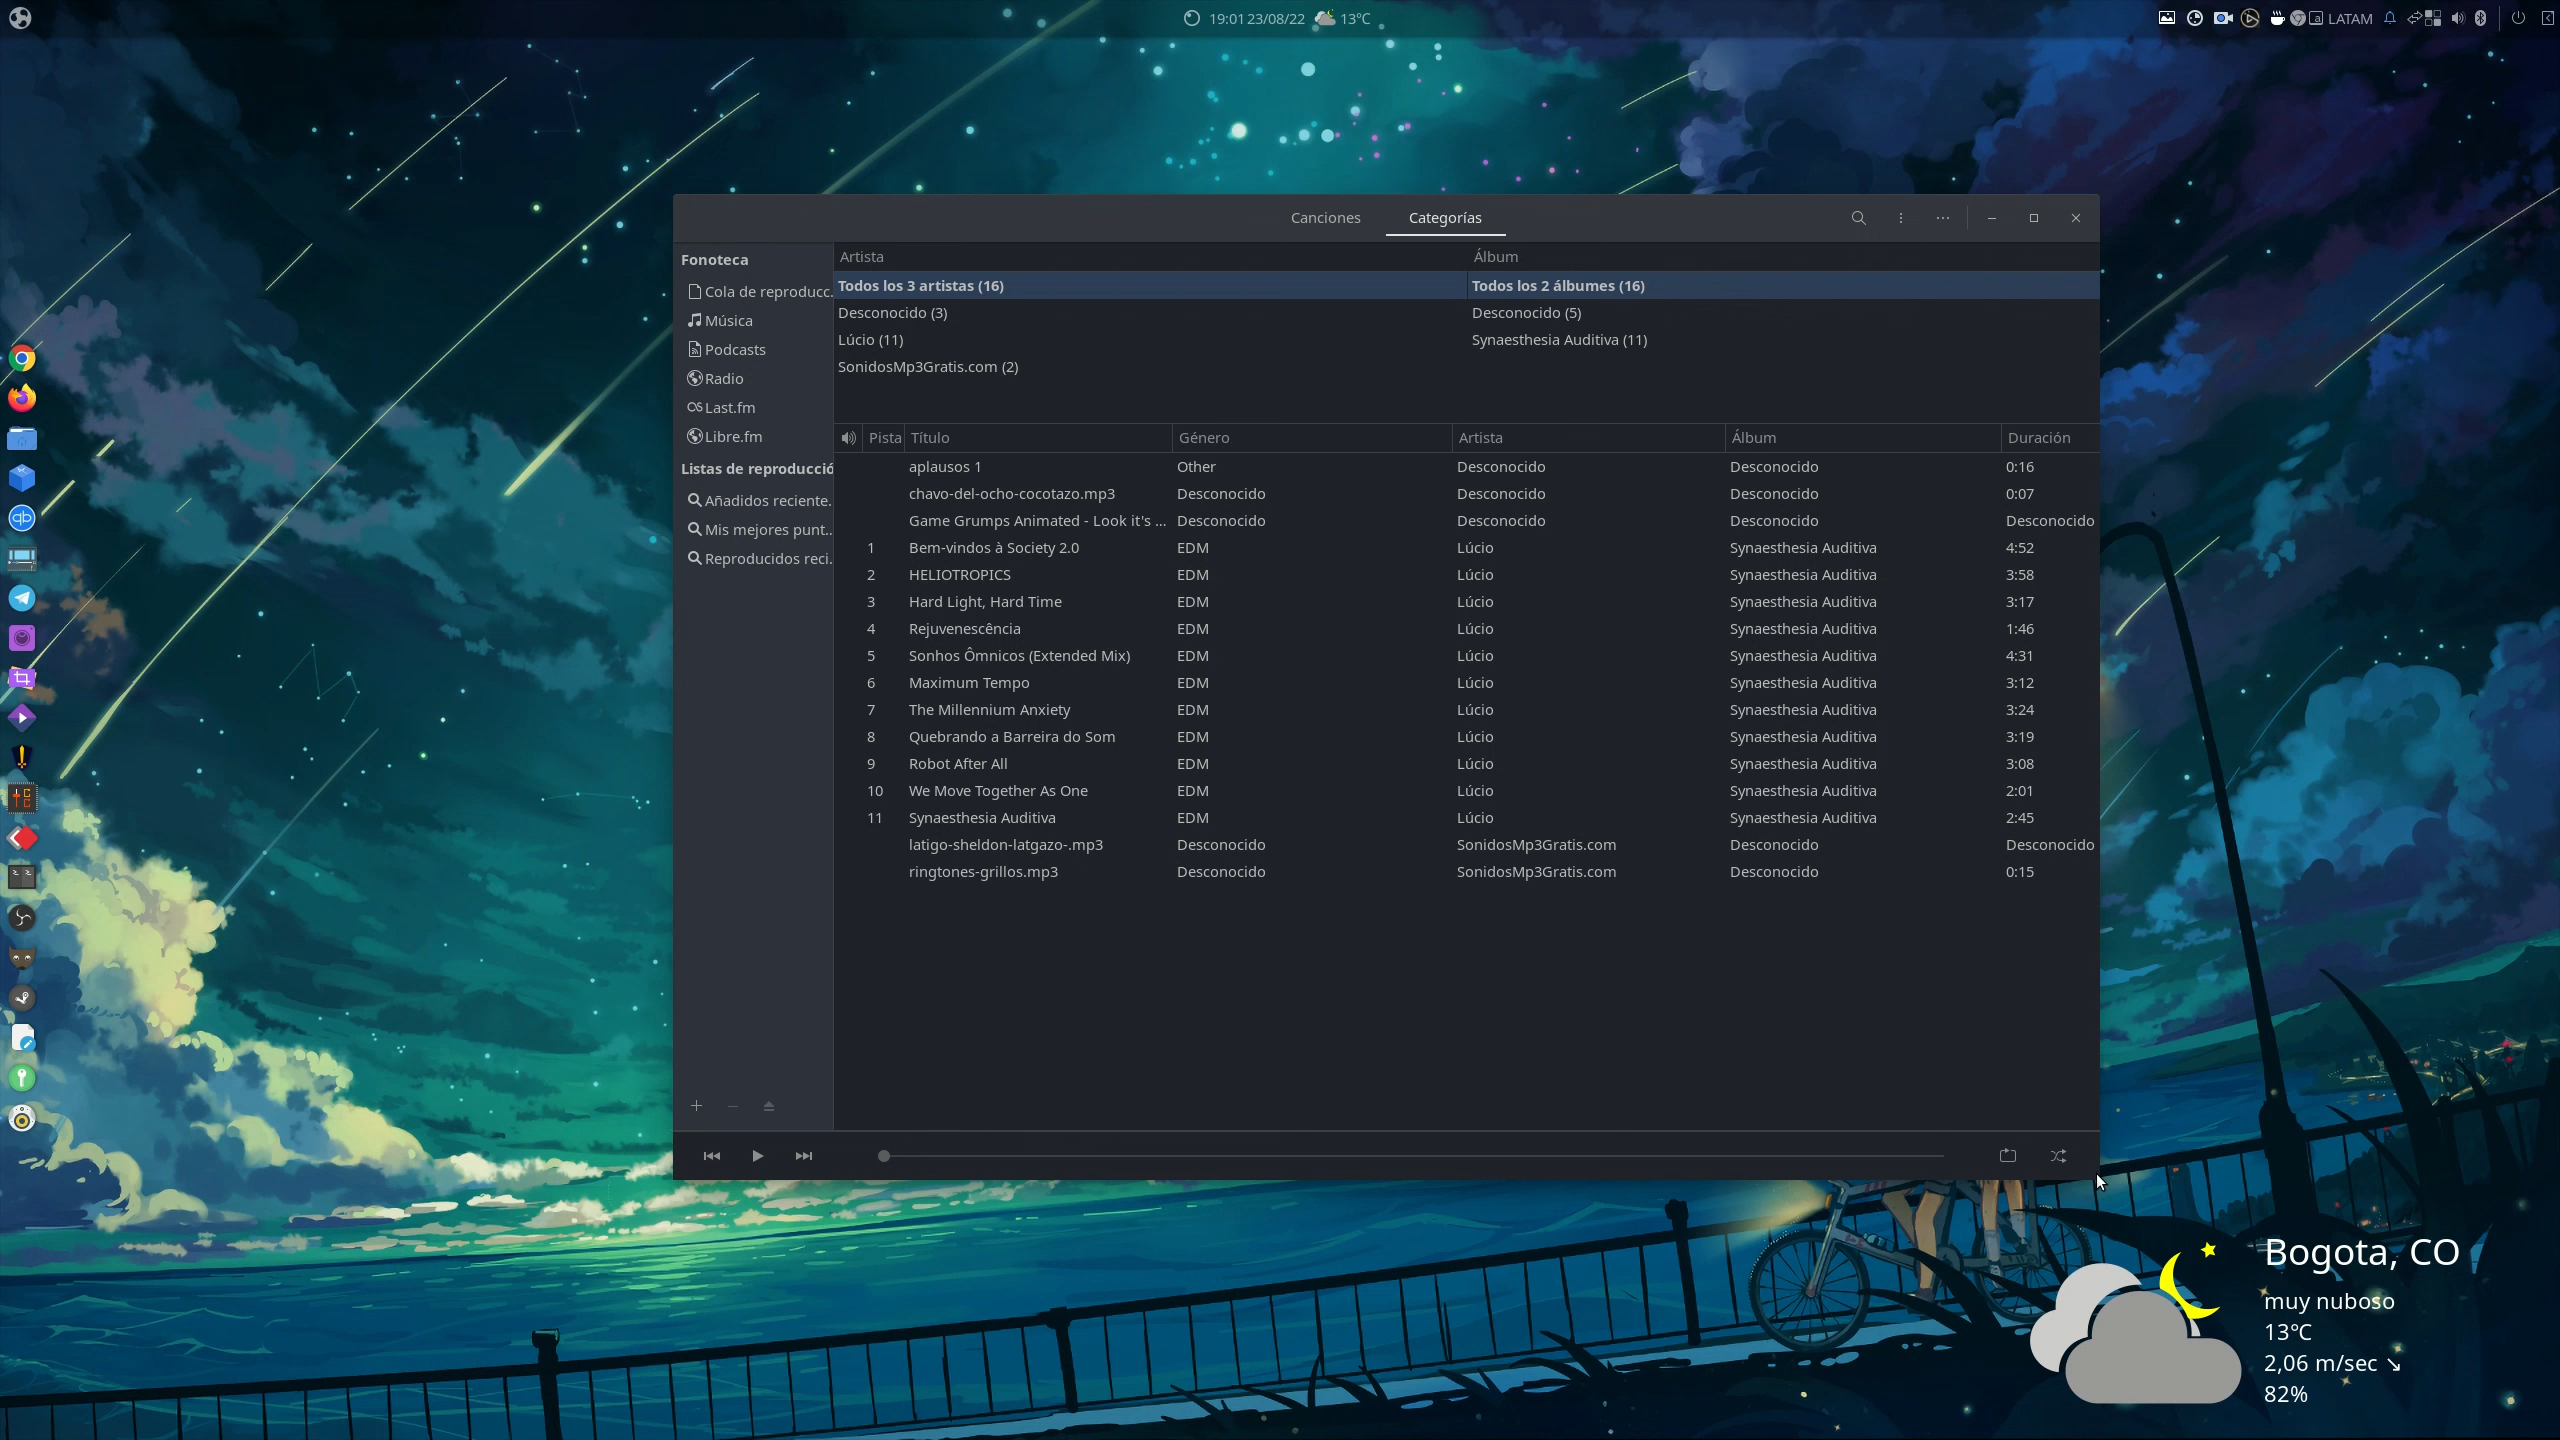 19:01 23/08/22 13°C
a LATAM
Canciones Categorías
Fonoteca
Cola de reproducc.
Música
Podcasts
Radio
Last.fm
Libre.fm
Listas de reproducció
Añadidos reciente.
Mis mejores punt..
Reproducidos reci.
Artista Álbum
Todos los 3 artistas (16) Todos los 2 álbumes (16)
Desconocido (3) Desconocido (5)
Lúcio (11) Synaesthesia Auditiva (11)
SonidosMp3Gratis.com (2)
Pista Título Género Artista Álbum Duración
aplausos 1 Other Desconocido Desconocido 0:16
chavo-del-ocho-cocotazo.mp3 Desconocido Desconocido Desconocido 0:07
Game Grumps Animated - Look it's ... Desconocido Desconocido Desconocido Desconocido
1 Bem-vindos à Society 2.0 EDM Lúcio Synaesthesia Auditiva 4:52
2 HELIOTROPICS EDM Lúcio Synaesthesia Auditiva 3:58
3 Hard Light, Hard Time EDM Lúcio Synaesthesia Auditiva 3:17
4 Rejuvenescência EDM Lúcio Synaesthesia Auditiva 1:46
5 Sonhos Ômnicos (Extended Mix) EDM Lúcio Synaesthesia Auditiva 4:31
6 Maximum Tempo EDM Lúcio Synaesthesia Auditiva 3:12
7 The Millennium Anxiety EDM Lúcio Synaesthesia Auditiva 3:24
8 Quebrando a Barreira do Som EDM Lúcio Synaesthesia Auditiva 3:19
9 Robot After All EDM Lúcio Synaesthesia Auditiva 3:08
10 We Move Together As One EDM Lúcio Synaesthesia Auditiva 2:01
11 Synaesthesia Auditiva EDM Lúcio Synaesthesia Auditiva 2:45
latigo-sheldon-latgazo-.mp3 Desconocido SonidosMp3Gratis.com Desconocido Desconocido
ringtones-grillos.mp3 Desconocido SonidosMp3Gratis.com Desconocido 0:15
Bogota, CO
muy nuboso
13°C
2,06 m/sec ↘
82%